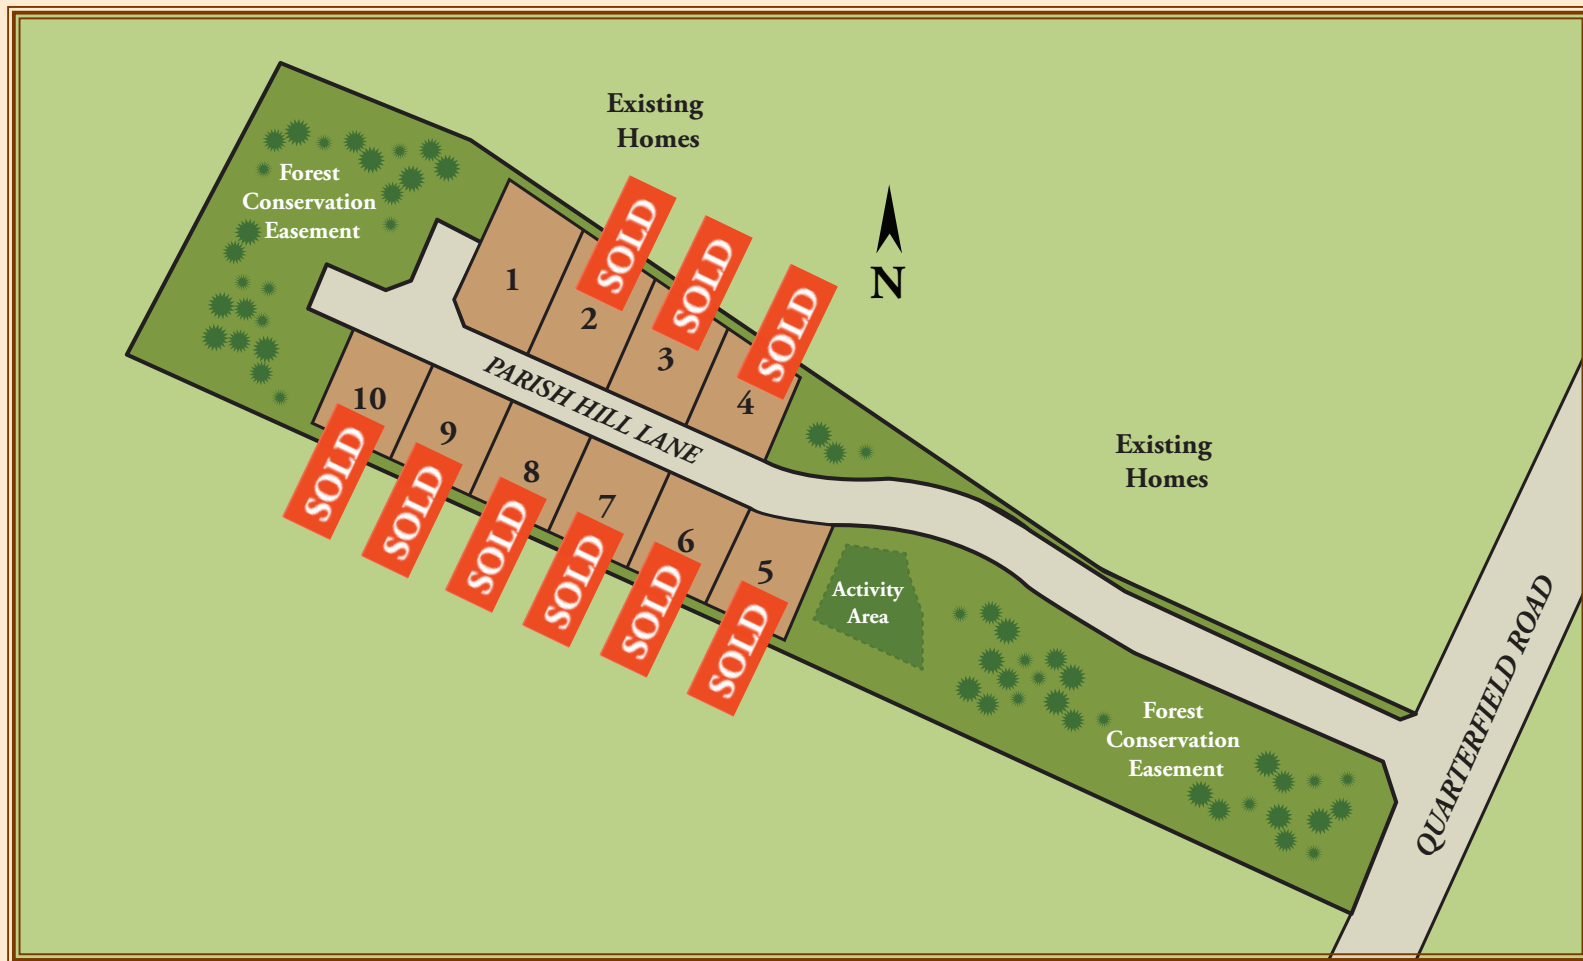 Existing
Homes
Forest
Conservation
Easement
SOLD
SOLD
SOLD
N
1
2
3
4
PARISH HILL LANE
10
9
8
7
6
5
SOLD
SOLD
SOLD
SOLD
SOLD
SOLD
Existing
Homes
Activity
Area
Forest
Conservation
Easement
QUARTERFIELD ROAD